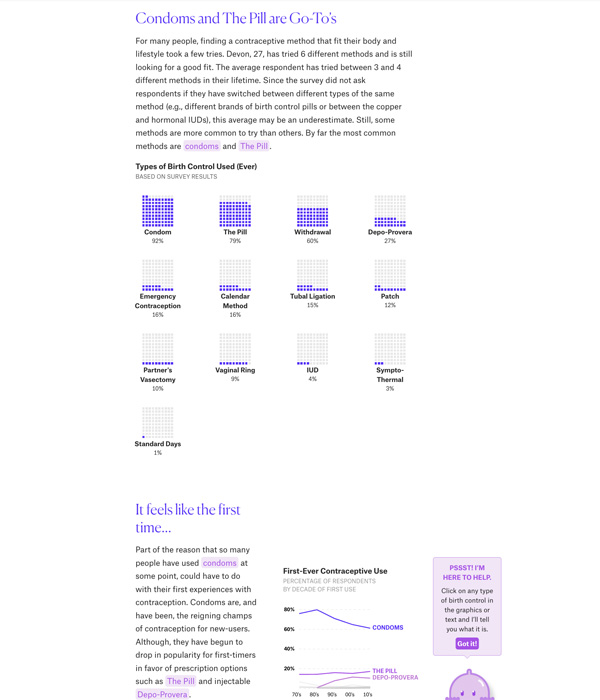 Condoms and The Pill are Go-To's
For many people, finding a contraceptive method that fit their body and
lifestyle took a few tries. Devon, 27, has tried 6 different methods and is still
looking for a good fit. The average respondent has tried between 3 and 4
different methods in their lifetime. Since the survey did not ask
respondents if they have switched between different types of the same
method (e.g., different brands of birth control pills or between the copper
and hormonal IUDs), this average may be an underestimate. Still, some
methods are more common to try than others. By far the most common
methods are condoms and The Pill.
Types of Birth Control Used (Ever)
BASED ON SURVEY RESULTS
Condom
92%
The Pill
79%
Withdrawal
60%
Depo-Provera
27%
Emergency
Contraception
16%
Calendar
Method
16%
Tubal Ligation
15%
Patch
12%
Partner's
Vasectomy
10%
Vaginal Ring
9%
IUD
4%
Sympto-
Thermal
3%
Standard Days
1%
It feels like the first
time...
Part of the reason that so many
people have used condoms at
some point, could have to do
with their first experiences with
contraception. Condoms are, and
have been, the reigning champs
of contraception for new-users.
Although, they have begun to
drop in popularity for first-timers
in favor of prescription options
such as The Pill and injectable
Depo-Provera.
First-Ever Contraceptive Use
PERCENTAGE OF RESPONDENTS
BY DECADE OF FIRST USE
80%
60%
40%
20%
CONDOMS
THE PILL
DEPO-PROVERA
70's 80's 90's 00's 10's
PSSST! I'M
HERE TO HELP.
Click on any type
of birth control in
the graphics or
text and I'll tell
you what it is.
Got it!